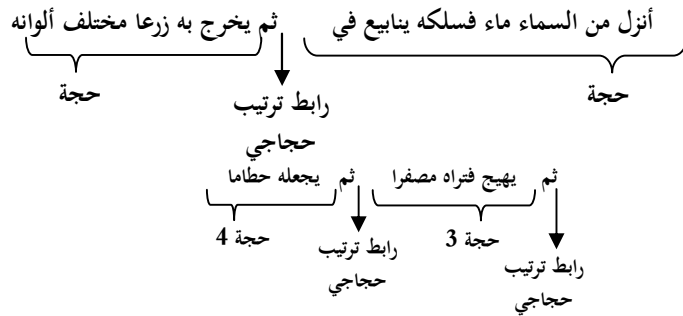 أنزل من السماء ماء فسلكه ينابيع في ثم يخرج به زرعا مختلف ألوانه
حجة حجة
رابط ترتيب
حجاجي
ثم يهيج فتراه مصفرا ثم يجعله حطاما
حجة 3 حجة 4
رابط ترتيب رابط ترتيب
حجاجي حجاجي